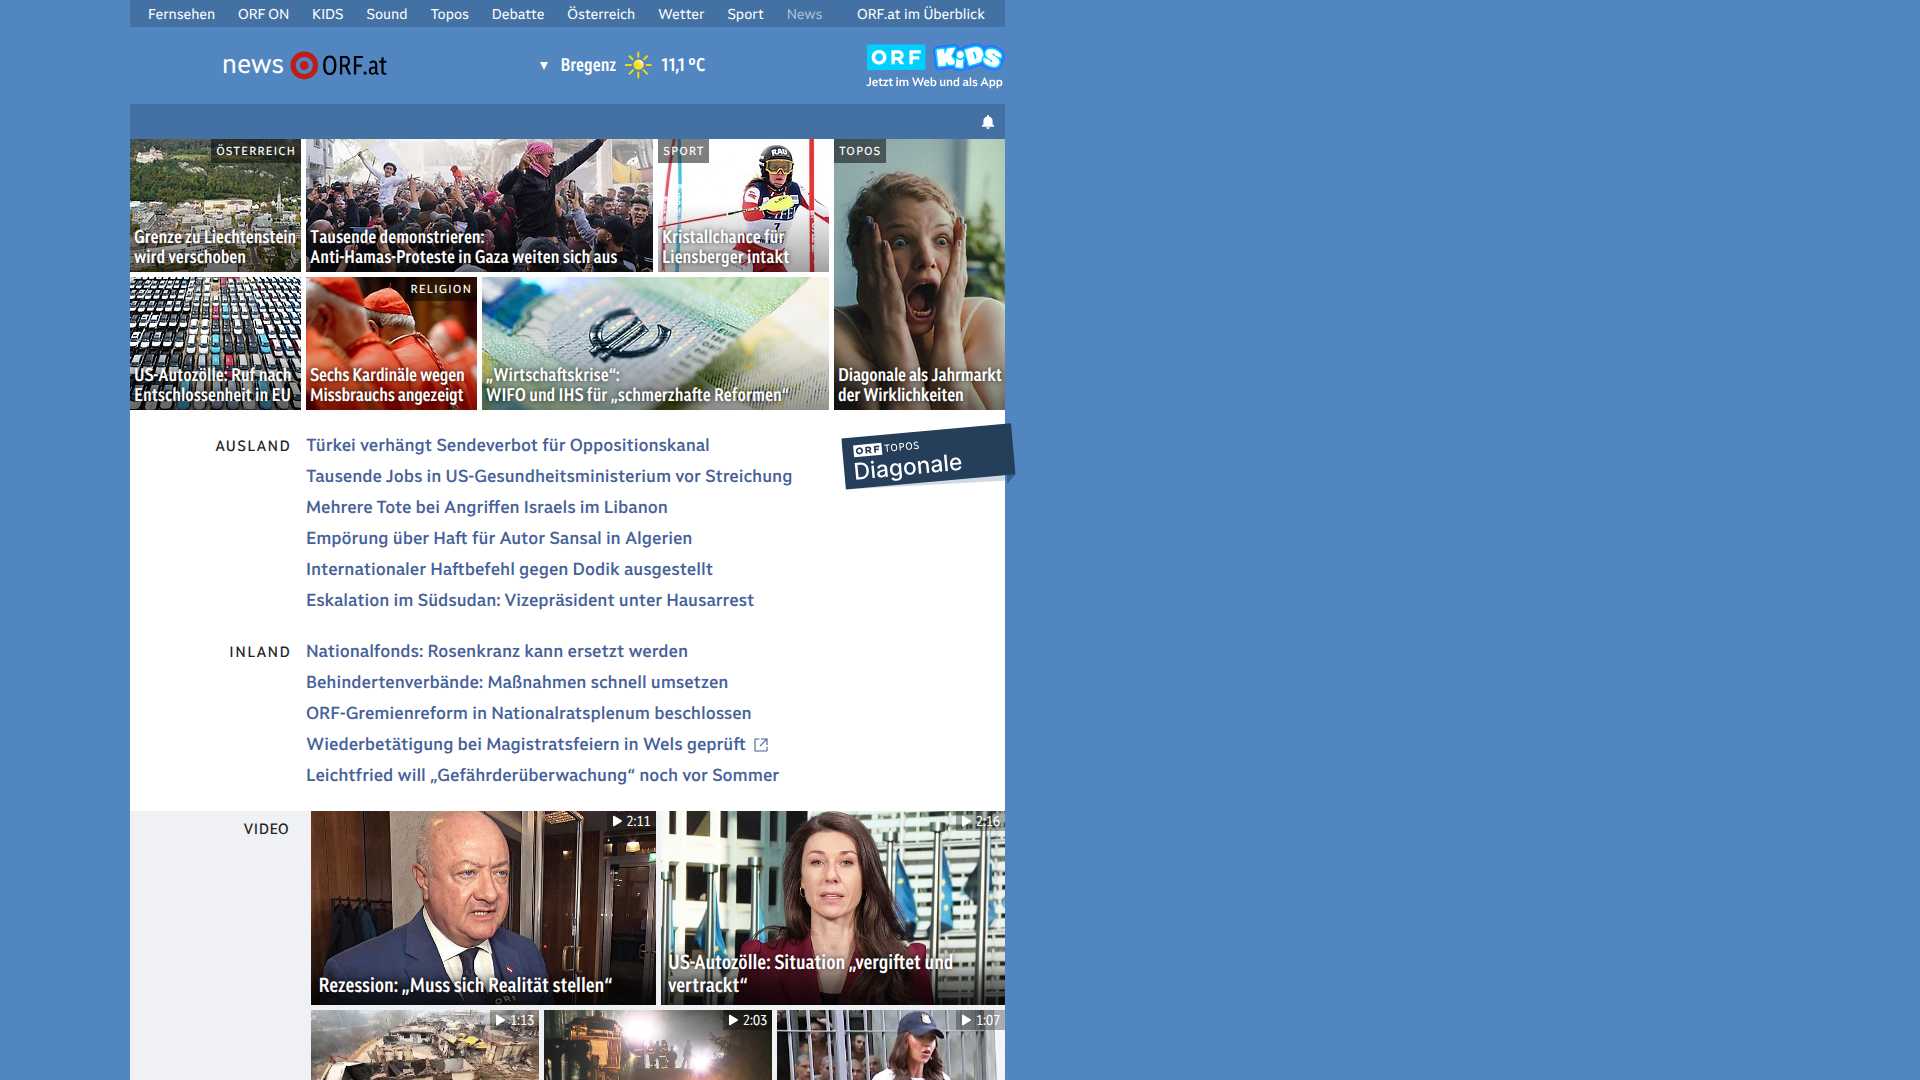 Fernsehen ORF ON KIDS Sound Topos Debatte Österreich Wetter Sport News ORF.at im Überblick
news ORF.at
Bregenz 11,1 °C
ORF KiDS
Jetzt im Web und als App
ÖSTERREICH
Grenze zu Liechtenstein
wird verschoben
Tausende demonstrieren:
Anti-Hamas-Proteste in Gaza weiten sich aus
SPORT
Kristallchance für
Liensberger intakt
TOPOS
Diagonale als Jahrmarkt
der Wirklichkeiten
US-Autozölle: Ruf nach
Entschlossenheit in EU
RELIGION
Sechs Kardinäle wegen
Missbrauchs angezeigt
„Wirtschaftskrise“:
WIFO und IHS für „schmerzhafte Reformen“
AUSLAND
Türkei verhängt Sendeverbot für Oppositionskanal
Tausende Jobs in US-Gesundheitsministerium vor Streichung
Mehrere Tote bei Angriffen Israels im Libanon
Empörung über Haft für Autor Sansal in Algerien
Internationaler Haftbefehl gegen Dodik ausgestellt
Eskalation im Südsudan: Vizepräsident unter Hausarrest
ORF TOPOS
Diagonale
INLAND
Nationalfonds: Rosenkranz kann ersetzt werden
Behindertenverbände: Maßnahmen schnell umsetzen
ORF-Gremienreform in Nationalratsplenum beschlossen
Wiederbetätigung bei Magistratsfeiern in Wels geprüft
Leichtfried will „Gefährderüberwachung“ noch vor Sommer
VIDEO
2:11
Rezession: „Muss sich Realität stellen“
2:16
US-Autozölle: Situation „vergiftet und
vertrackt“
1:13
2:03
1:07